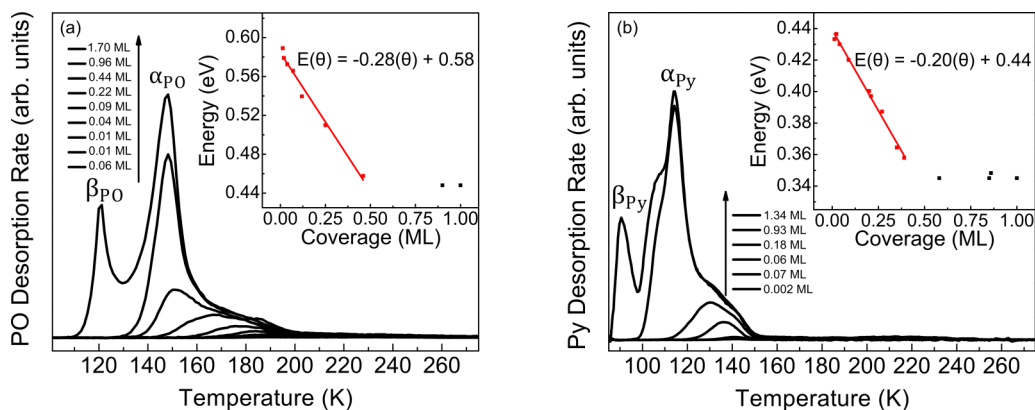 (a)
1.70 ML
0.96 ML
0.44 ML
0.22 ML
0.09 ML
0.04 ML
0.01 ML
0.01 ML
0.06 ML
βPO
αPO
PO Desorption Rate (arb. units)
120 140 160 180 200 220 240 260
Temperature (K)
E(θ) = -0.28(θ) + 0.58
Energy (eV)
0.60
0.56
0.52
0.48
0.44
0.00 0.25 0.50 0.75 1.00
Coverage (ML)
(b)
βPy
αPy
Py Desorption Rate (arb. units)
1.34 ML
0.93 ML
0.18 ML
0.06 ML
0.07 ML
0.002 ML
100 120 140 160 180 200 220 240 260
Temperature (K)
E(θ) = -0.20(θ) + 0.44
Energy (eV)
0.44
0.42
0.40
0.38
0.36
0.34
0.00 0.25 0.50 0.75 1.00
Coverage (ML)